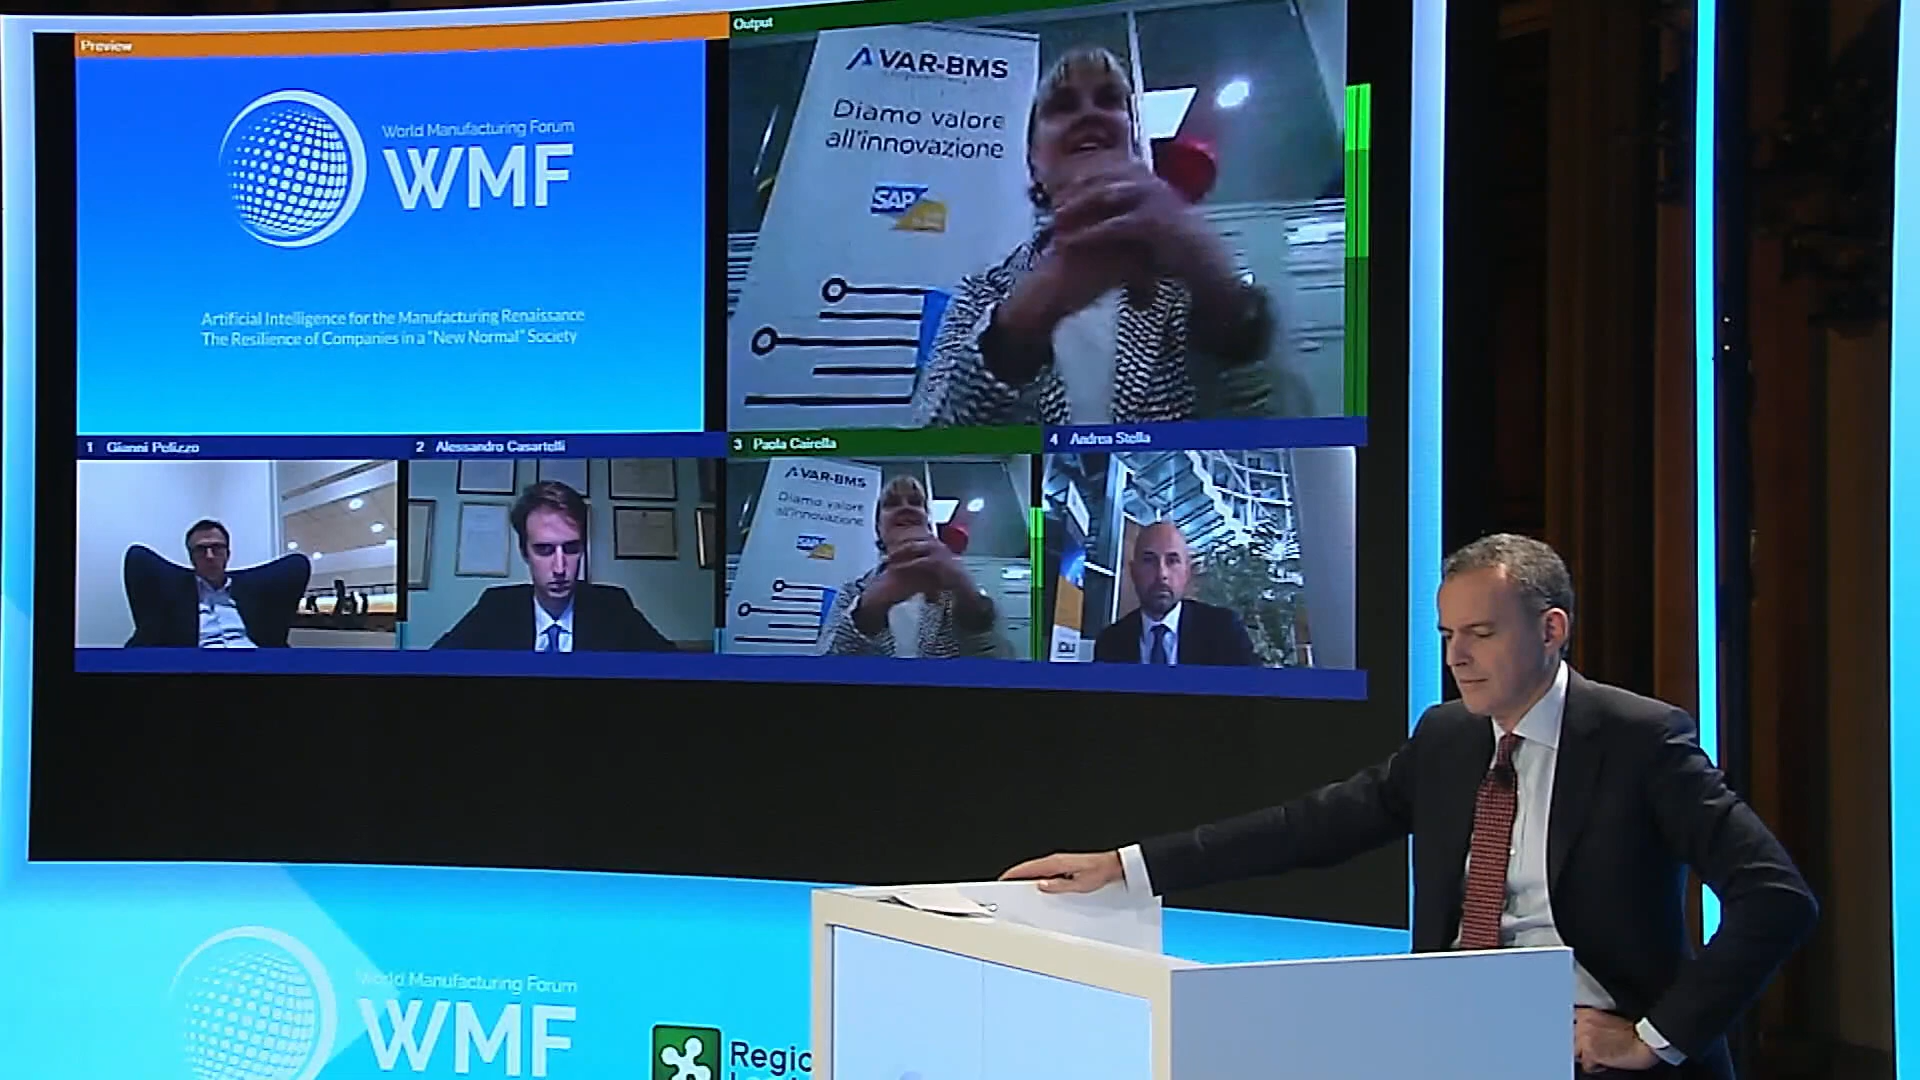 Preview
Output
World Manufacturing Forum
WMF
Artificial Intelligence for the Manufacturing Renaissance
The Resilience of Companies in a "New Normal" Society
VAR-BMS
Diamo valore
all'innovazione
SAP
1 Gianni Pelizzo
2 Alessandro Casartelli
3 Paola Cairella
4 Andrea Stella
VAR-BMS
Diamo valore
all'innovazione
SAP
World Manufacturing Forum
WMF
Regio